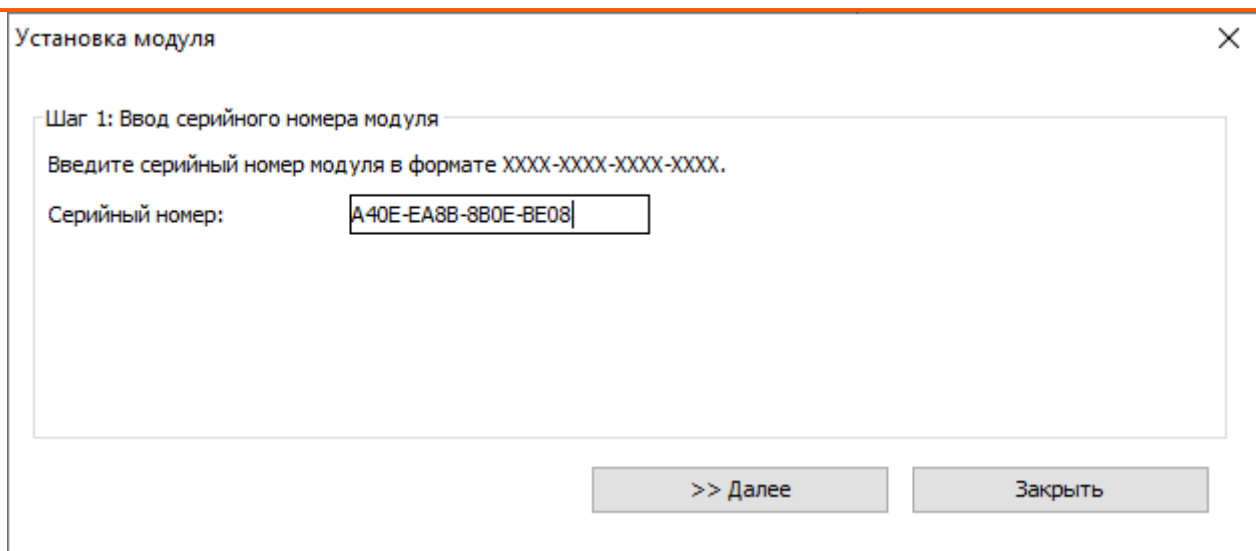 Установка модуля
Шаг 1: Ввод серийного номера модуля
Введите серийный номер модуля в формате XXXX-XXXX-XXXX-XXXX.
Серийный номер: A40E-EA8B-8B0E-BE08
>> Далее Закрыть